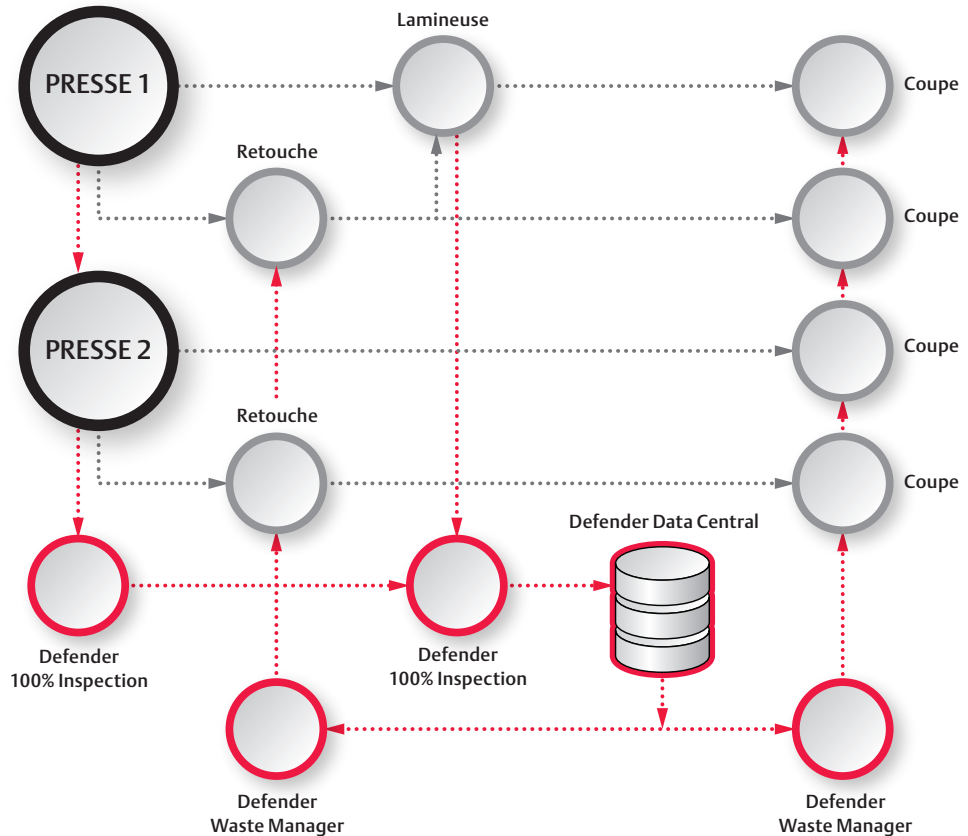 Lamineuse
PRESSE 1
Coupe
Retouche
Coupe
PRESSE 2
Coupe
Retouche
Coupe
Defender Data Central
Defender
100% Inspection
Defender
100% Inspection
Defender
Waste Manager
Defender
Waste Manager